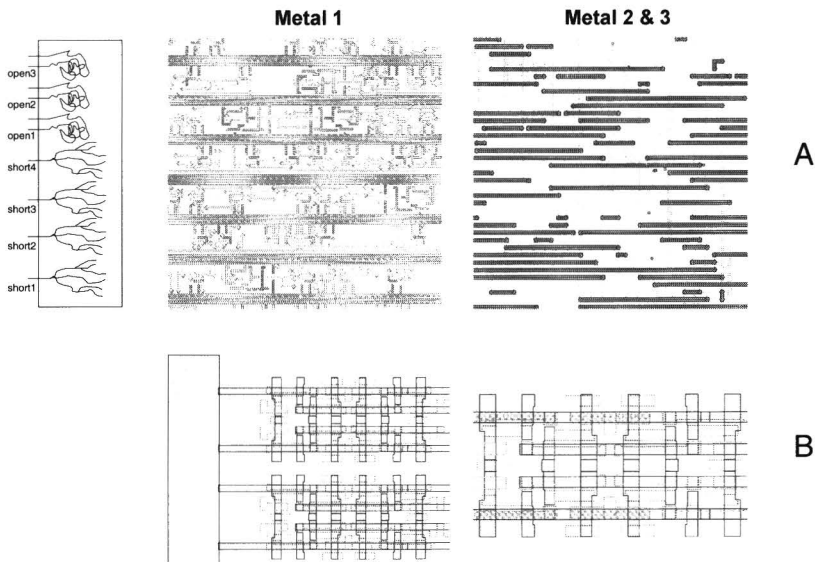 Metal 1
Metal 2 & 3
open3
open2
open1
short4
short3
short2
short1
A
B